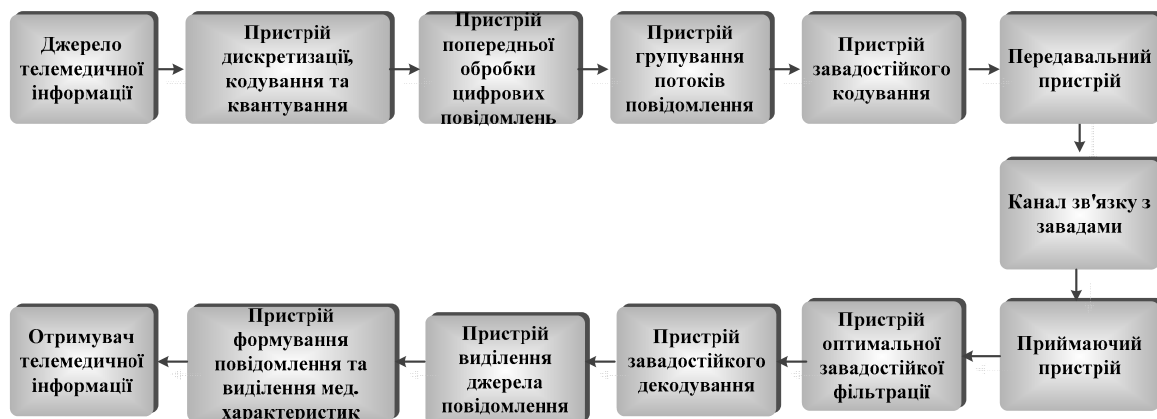 Джерело
телемедичної
інформації
Пристрій
дискретизації,
кодування та
квантування
Пристрій
попередньої
обробки
цифрових
повідомлень
Пристрій
групування
потоків
повідомлення
Пристрій
завадостійкого
кодування
Передавальний
пристрій
Канал зв'язку з
завадами
Приймаючий
пристрій
Пристрій
оптимальної
завадостійкої
фільтрації
Пристрій
завадостійкого
декодування
Пристрій
виділення
джерела
повідомлення
Пристрій
формування
повідомлення та
виділення мед.
характеристик
Отримувач
телемедичної
інформації